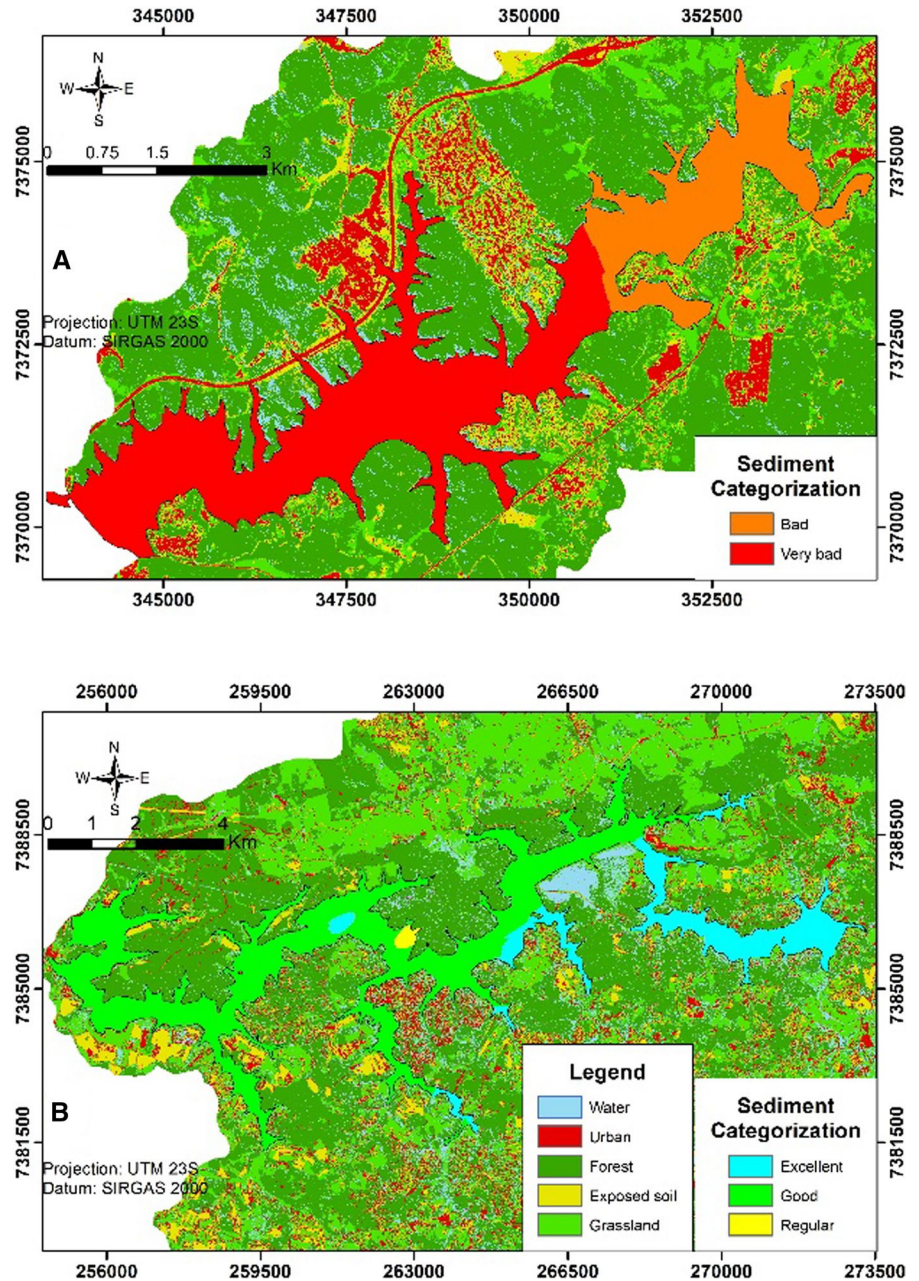 345000 347500 350000 352500
N
W E
S
0 0.75 1.5 3
Km
7375000 7375000
A
Projection: UTM 23S
Datum: SIRGAS 2000
7372500 7372500
Sediment
Categorization
Bad
Very bad
7370000 7370000
345000 347500 350000 352500
256000 259500 263000 266500 270000 273500
N
W E
S
0 1 2 4
Km
7388500 7388500
7385000 7385000
B
7381500 7381500
Projection: UTM 23S
Datum: SIRGAS 2000
Legend
Water
Urban
Forest
Exposed soil
Grassland
Sediment
Categorization
Excellent
Good
Regular
256000 259500 263000 266500 270000 273500